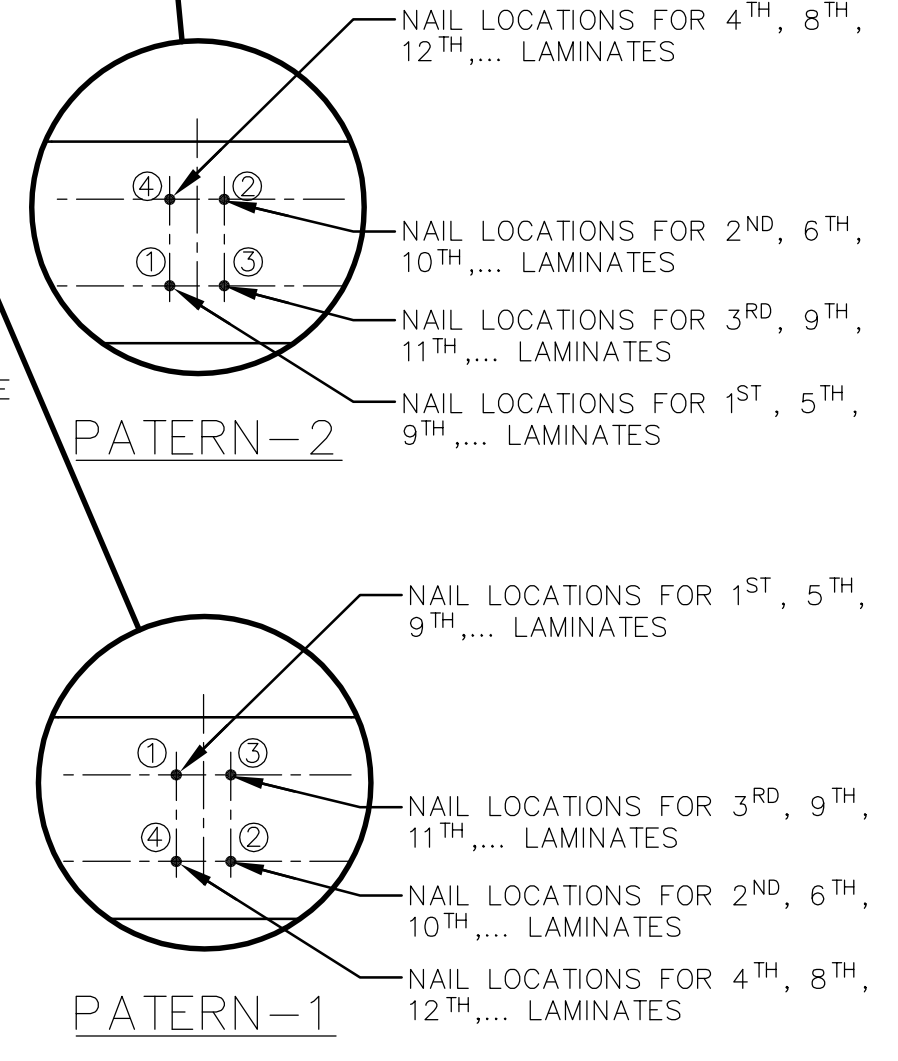 NAIL LOCATIONS FOR 4TH, 8TH,
12TH,... LAMINATES
④ ②
NAIL LOCATIONS FOR 2ND, 6TH,
10TH,... LAMINATES
① ③
NAIL LOCATIONS FOR 3RD, 9TH,
11TH,... LAMINATES
E
NAIL LOCATIONS FOR 1ST, 5TH,
9TH,... LAMINATES
PATERN-2
NAIL LOCATIONS FOR 1ST, 5TH,
9TH,... LAMINATES
① ③
NAIL LOCATIONS FOR 3RD, 9TH,
11TH,... LAMINATES
④ ②
NAIL LOCATIONS FOR 2ND, 6TH,
10TH,... LAMINATES
NAIL LOCATIONS FOR 4TH, 8TH,
12TH,... LAMINATES
PATERN-1